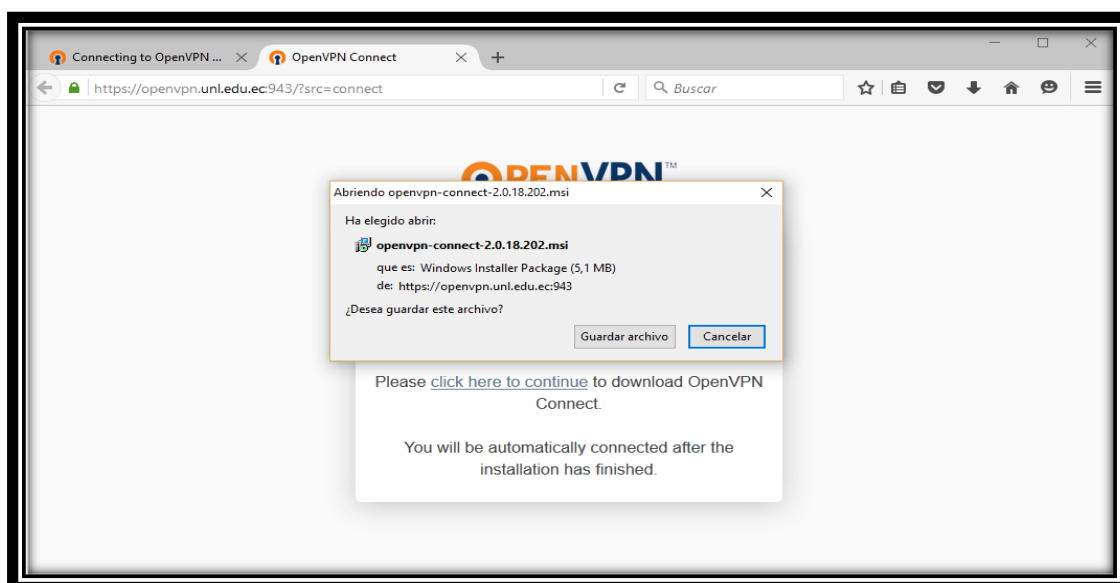 Connecting to OpenVPN ...
OpenVPN Connect
https://openvpn.unl.edu.ec:943/?src=connect
Buscar
OPENVPN™
Abriendo openvpn-connect-2.0.18.202.msi
Ha elegido abrir:
openvpn-connect-2.0.18.202.msi
que es: Windows Installer Package (5,1 MB)
de: https://openvpn.unl.edu.ec:943
¿Desea guardar este archivo?
Guardar archivo
Cancelar
Please click here to continue to download OpenVPN
Connect.
You will be automatically connected after the
installation has finished.